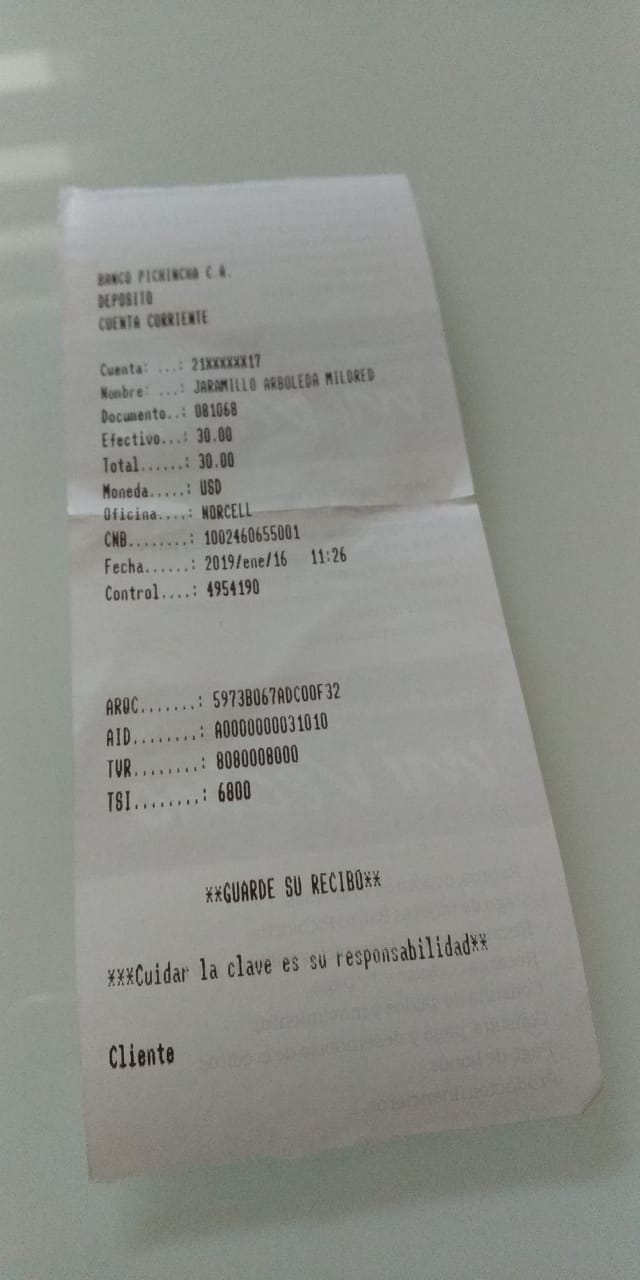 BANCO PICHINCHA C.A.
DEPOSITO
CUENTA CORRIENTE
Cuenta: ...: 21XXXXXX17
Nombre: ...: JARAMILLO ARBOLEDA MILDRED
Documento..: 081068
Efectivo...: 30.00
Total......: 30.00
Moneda.....: USD
Oficina....: NORCELL
CNB........: 1002460655001
Fecha......: 2019/ene/16 11:26
Control....: 4954190
ARQC.......: 5973B067ADC00F32
AID........: A0000000031010
TVR........: 8080008000
TSI........: 6800
**GUARDE SU RECIBO**
***Cuidar la clave es su responsabilidad**
Cliente